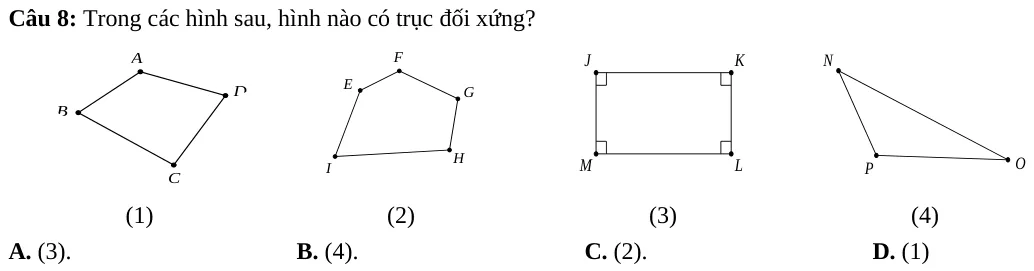 Câu 8: Trong các hình sau, hình nào có trục đối xứng?
A
B
C
D
E
F
G
H
I
J
K
M
L
N
P
O
(1)
(2)
(3)
(4)
A. (3).
B. (4).
C. (2).
D. (1)